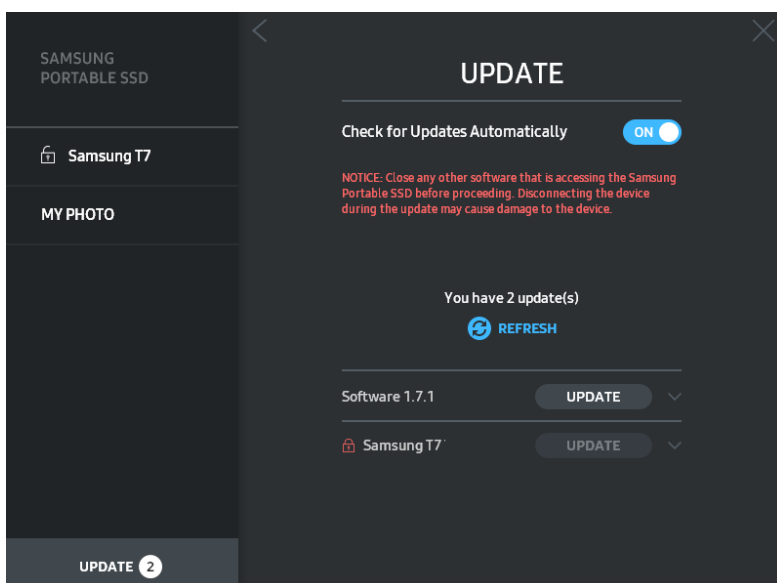 SAMSUNG
PORTABLE SSD
Samsung T7
MY PHOTO
UPDATE 2
UPDATE
Check for Updates Automatically
ON
NOTICE: Close any other software that is accessing the Samsung
Portable SSD before proceeding. Disconnecting the device
during the update may cause damage to the device.
You have 2 update(s)
REFRESH
Software 1.7.1 UPDATE
Samsung T7 UPDATE